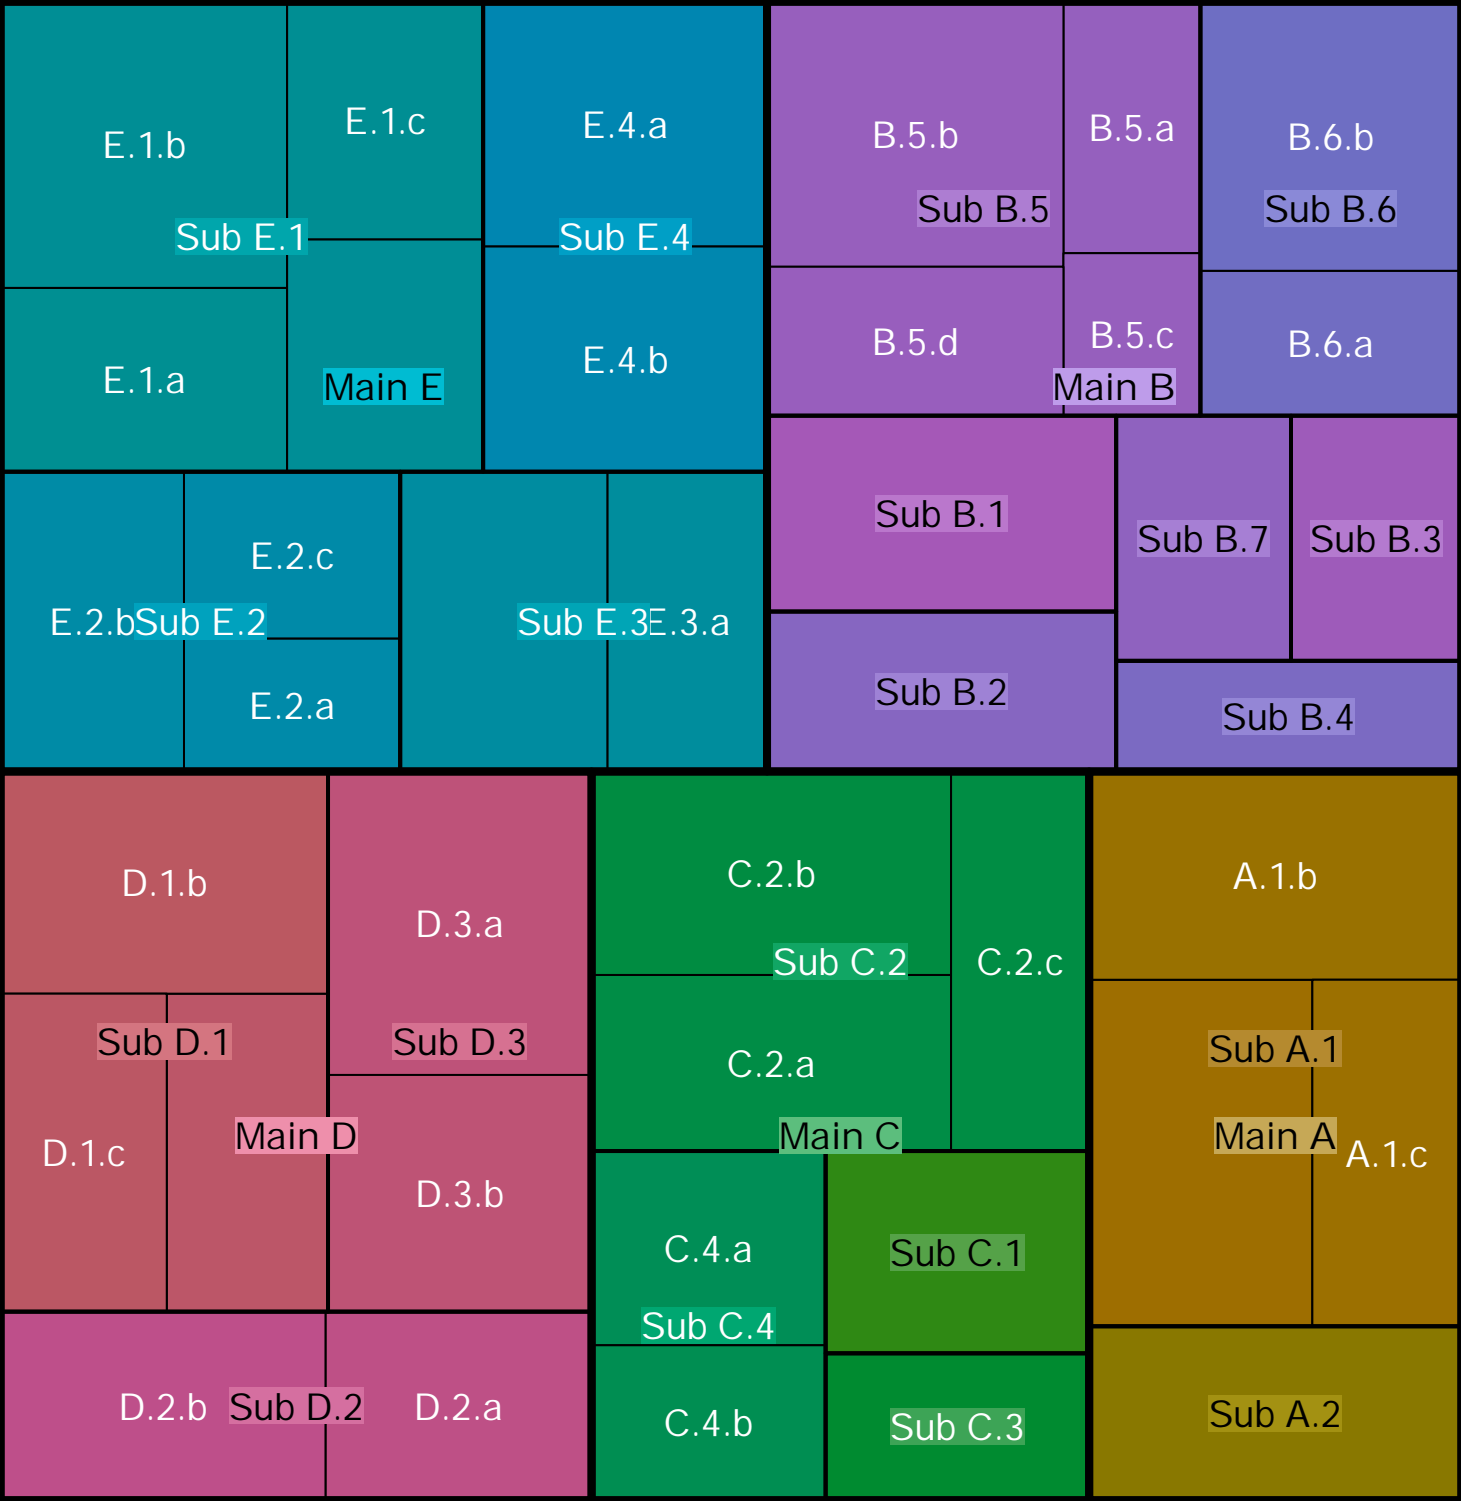 E.1.b
E.1.c
Sub E.1
E.1.a
Main E
E.4.a
Sub E.4
E.4.b
E.2.b
Sub E.2
E.2.c
E.2.a
Sub E.3
E.3.a
B.5.b
B.5.a
Sub B.5
B.5.d
B.5.c
Main B
B.6.b
Sub B.6
B.6.a
Sub B.1
Sub B.7
Sub B.3
Sub B.2
Sub B.4
D.1.b
D.3.a
Sub D.1
Sub D.3
D.1.c
Main D
D.3.b
D.2.b
Sub D.2
D.2.a
C.2.b
Sub C.2
C.2.c
C.2.a
Main C
C.4.a
Sub C.4
C.4.b
Sub C.1
Sub C.3
A.1.b
Sub A.1
Main A
A.1.c
Sub A.2